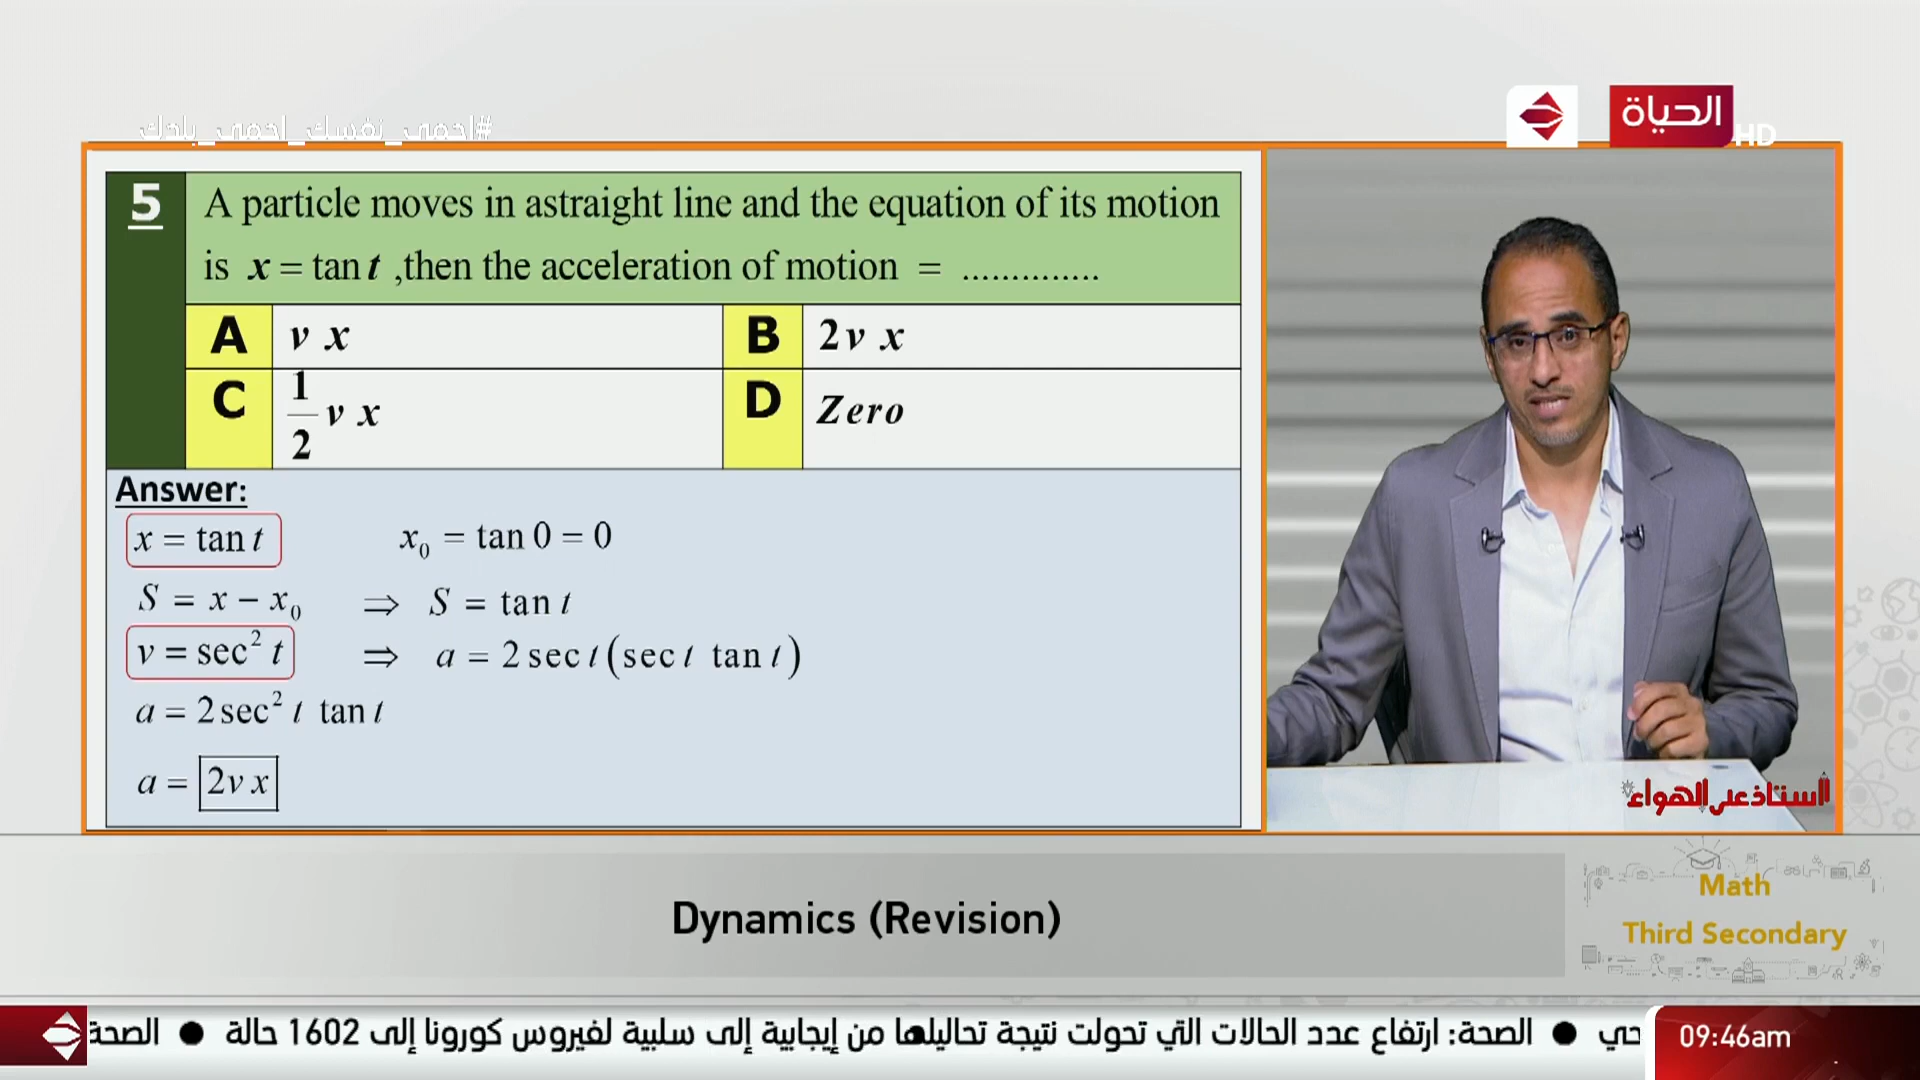 #احمي_نفسك_احمي_بلدك
الحياة
HD
5
A particle moves in astraight line and the equation of its motion
is x = tan t ,then the acceleration of motion = ..............
A v x
B 2v x
C 1/2 v x
D Zero
Answer:
x = tan t x₀ = tan 0 = 0
S = x − x₀ ⇒ S = tan t
v = sec² t ⇒ a = 2 sec t (sec t tan t)
a = 2 sec² t tan t
a = 2v x
أستاذ على الهواء
Dynamics (Revision)
Math
Third Secondary
حي ● الصحة: ارتفاع عدد الحالات التي تحولت نتيجة تحاليلها من إيجابية إلى سلبية لفيروس كورونا إلى 1602 حالة ● الصحة
09:46am